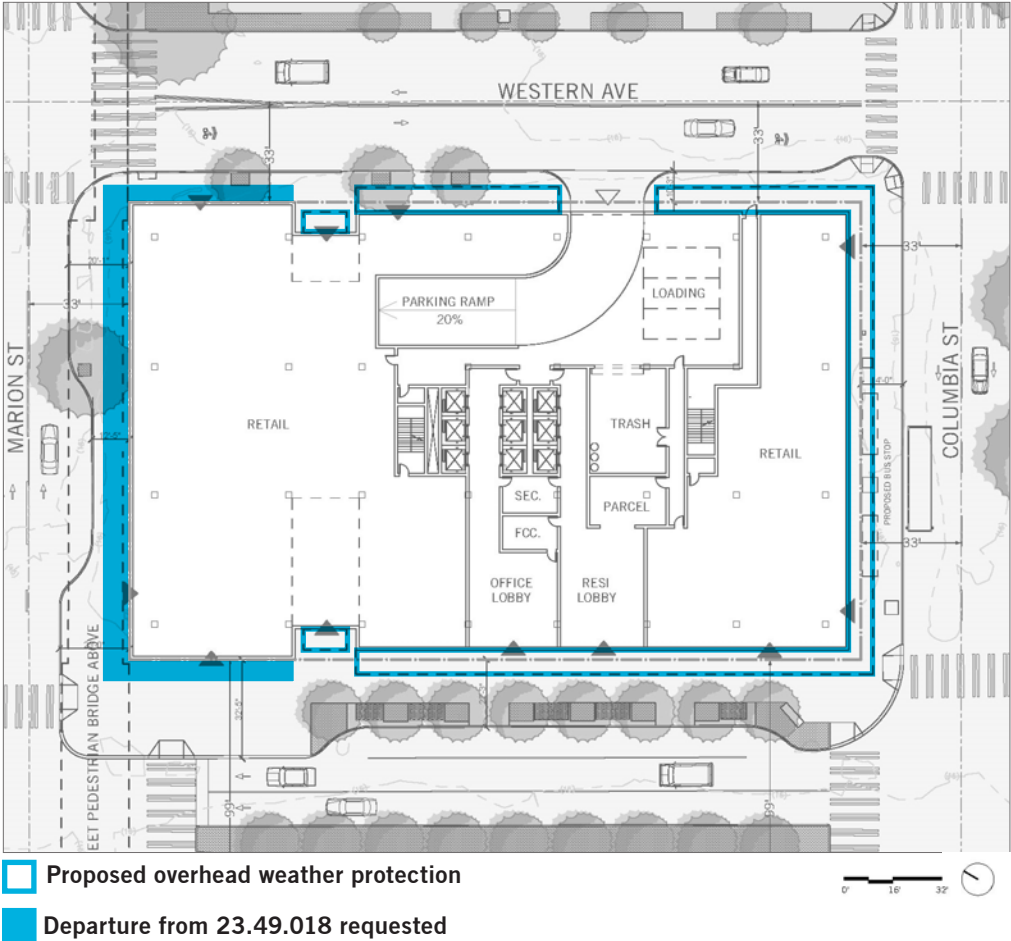 WESTERN AVE
33'
33'
33'
33'
MARION ST
COLUMBIA ST
PARKING RAMP
20%
LOADING
RETAIL
TRASH
RETAIL
PROPOSED BUS STOP
SEC.
PARCEL
FCC.
33'
OFFICE
LOBBY
RESI
LOBBY
EET PEDESTRIAN BRIDGE ABOVE
99'
99'
Proposed overhead weather protection
0' 16' 32'
Departure from 23.49.018 requested